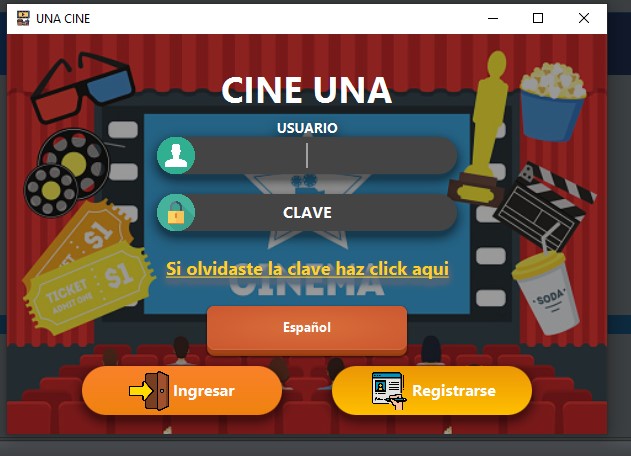 UNA CINE
CINE UNA
USUARIO
CLAVE
Si olvidaste la clave haz click aqui
CINEMA
TICKET
$1
ADMIT ONE
TICKET
$1
SODA
Español
Ingresar
Registrarse